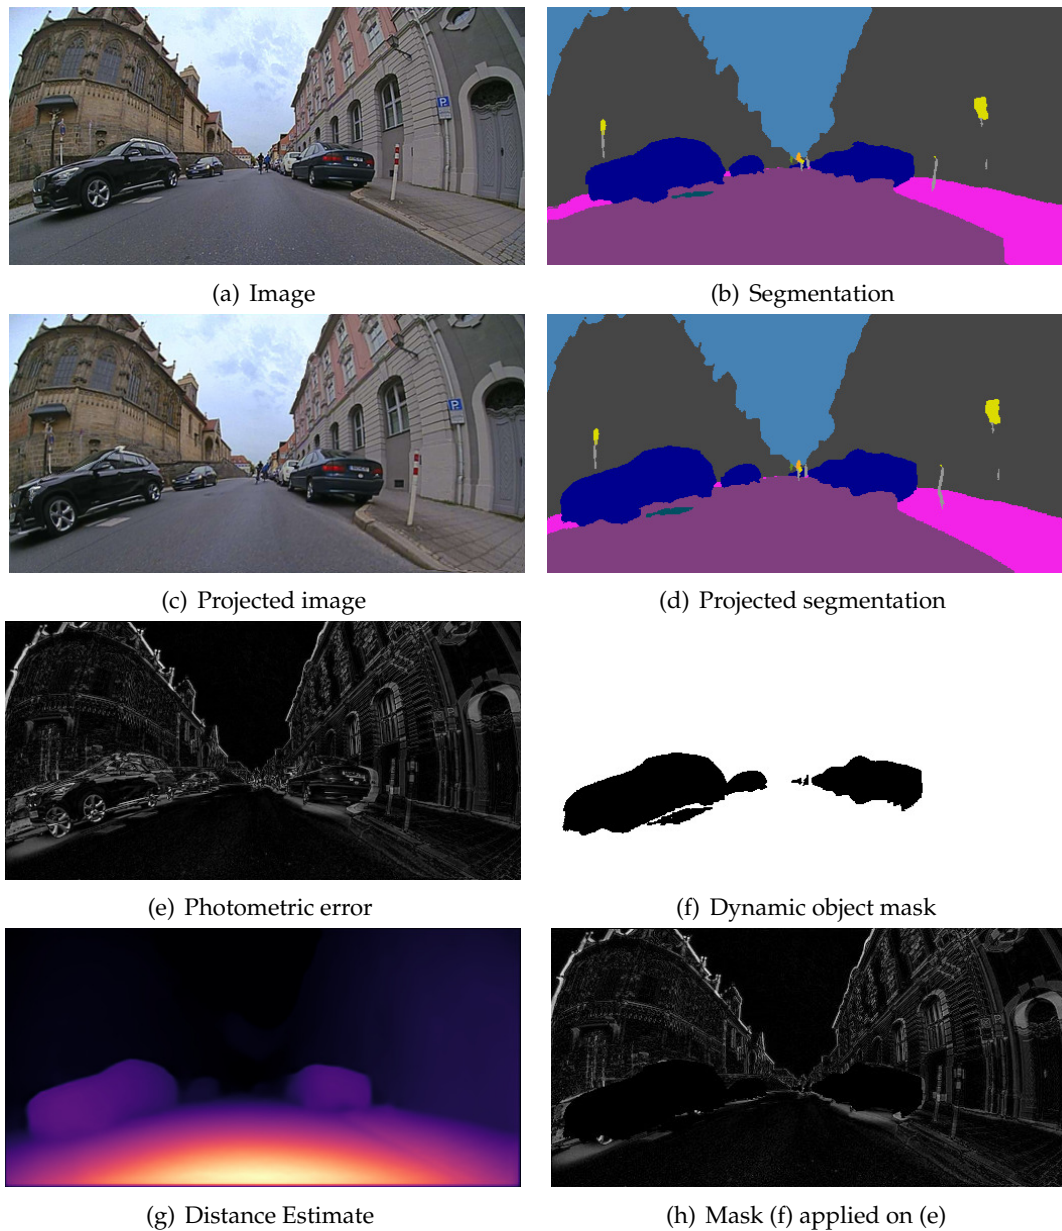 (a) Image
(b) Segmentation
(c) Projected image
(d) Projected segmentation
(e) Photometric error
(f) Dynamic object mask
(g) Distance Estimate
(h) Mask (f) applied on (e)